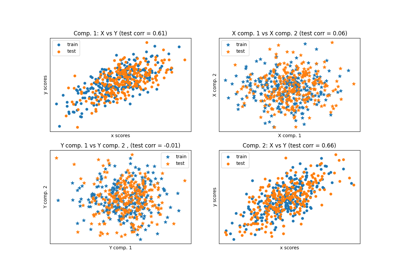 Comp. 1: X vs Y (test corr = 0.61)
train
test
y scores
x scores
X comp. 1 vs X comp. 2 (test corr = 0.06)
train
test
X comp. 2
X comp. 1
Y comp. 1 vs Y comp. 2 , (test corr = -0.01)
train
test
Y comp. 2
Y comp. 1
Comp. 2: X vs Y (test corr = 0.66)
train
test
y scores
x scores